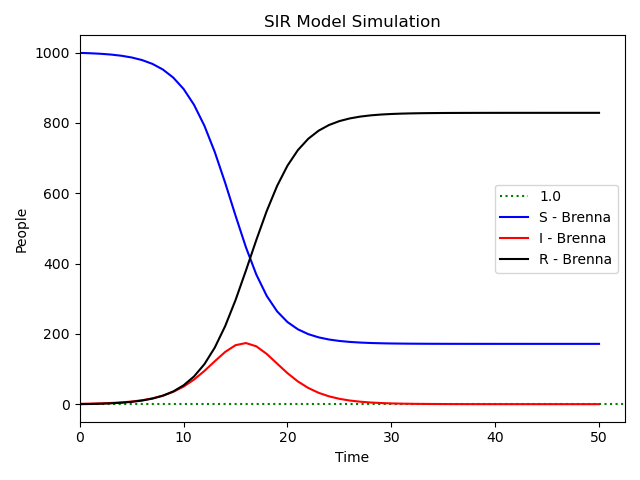 SIR Model Simulation
1000
800
600
400
200
0
People
0 10 20 30 40 50
Time
1.0
S - Brenna
I - Brenna
R - Brenna